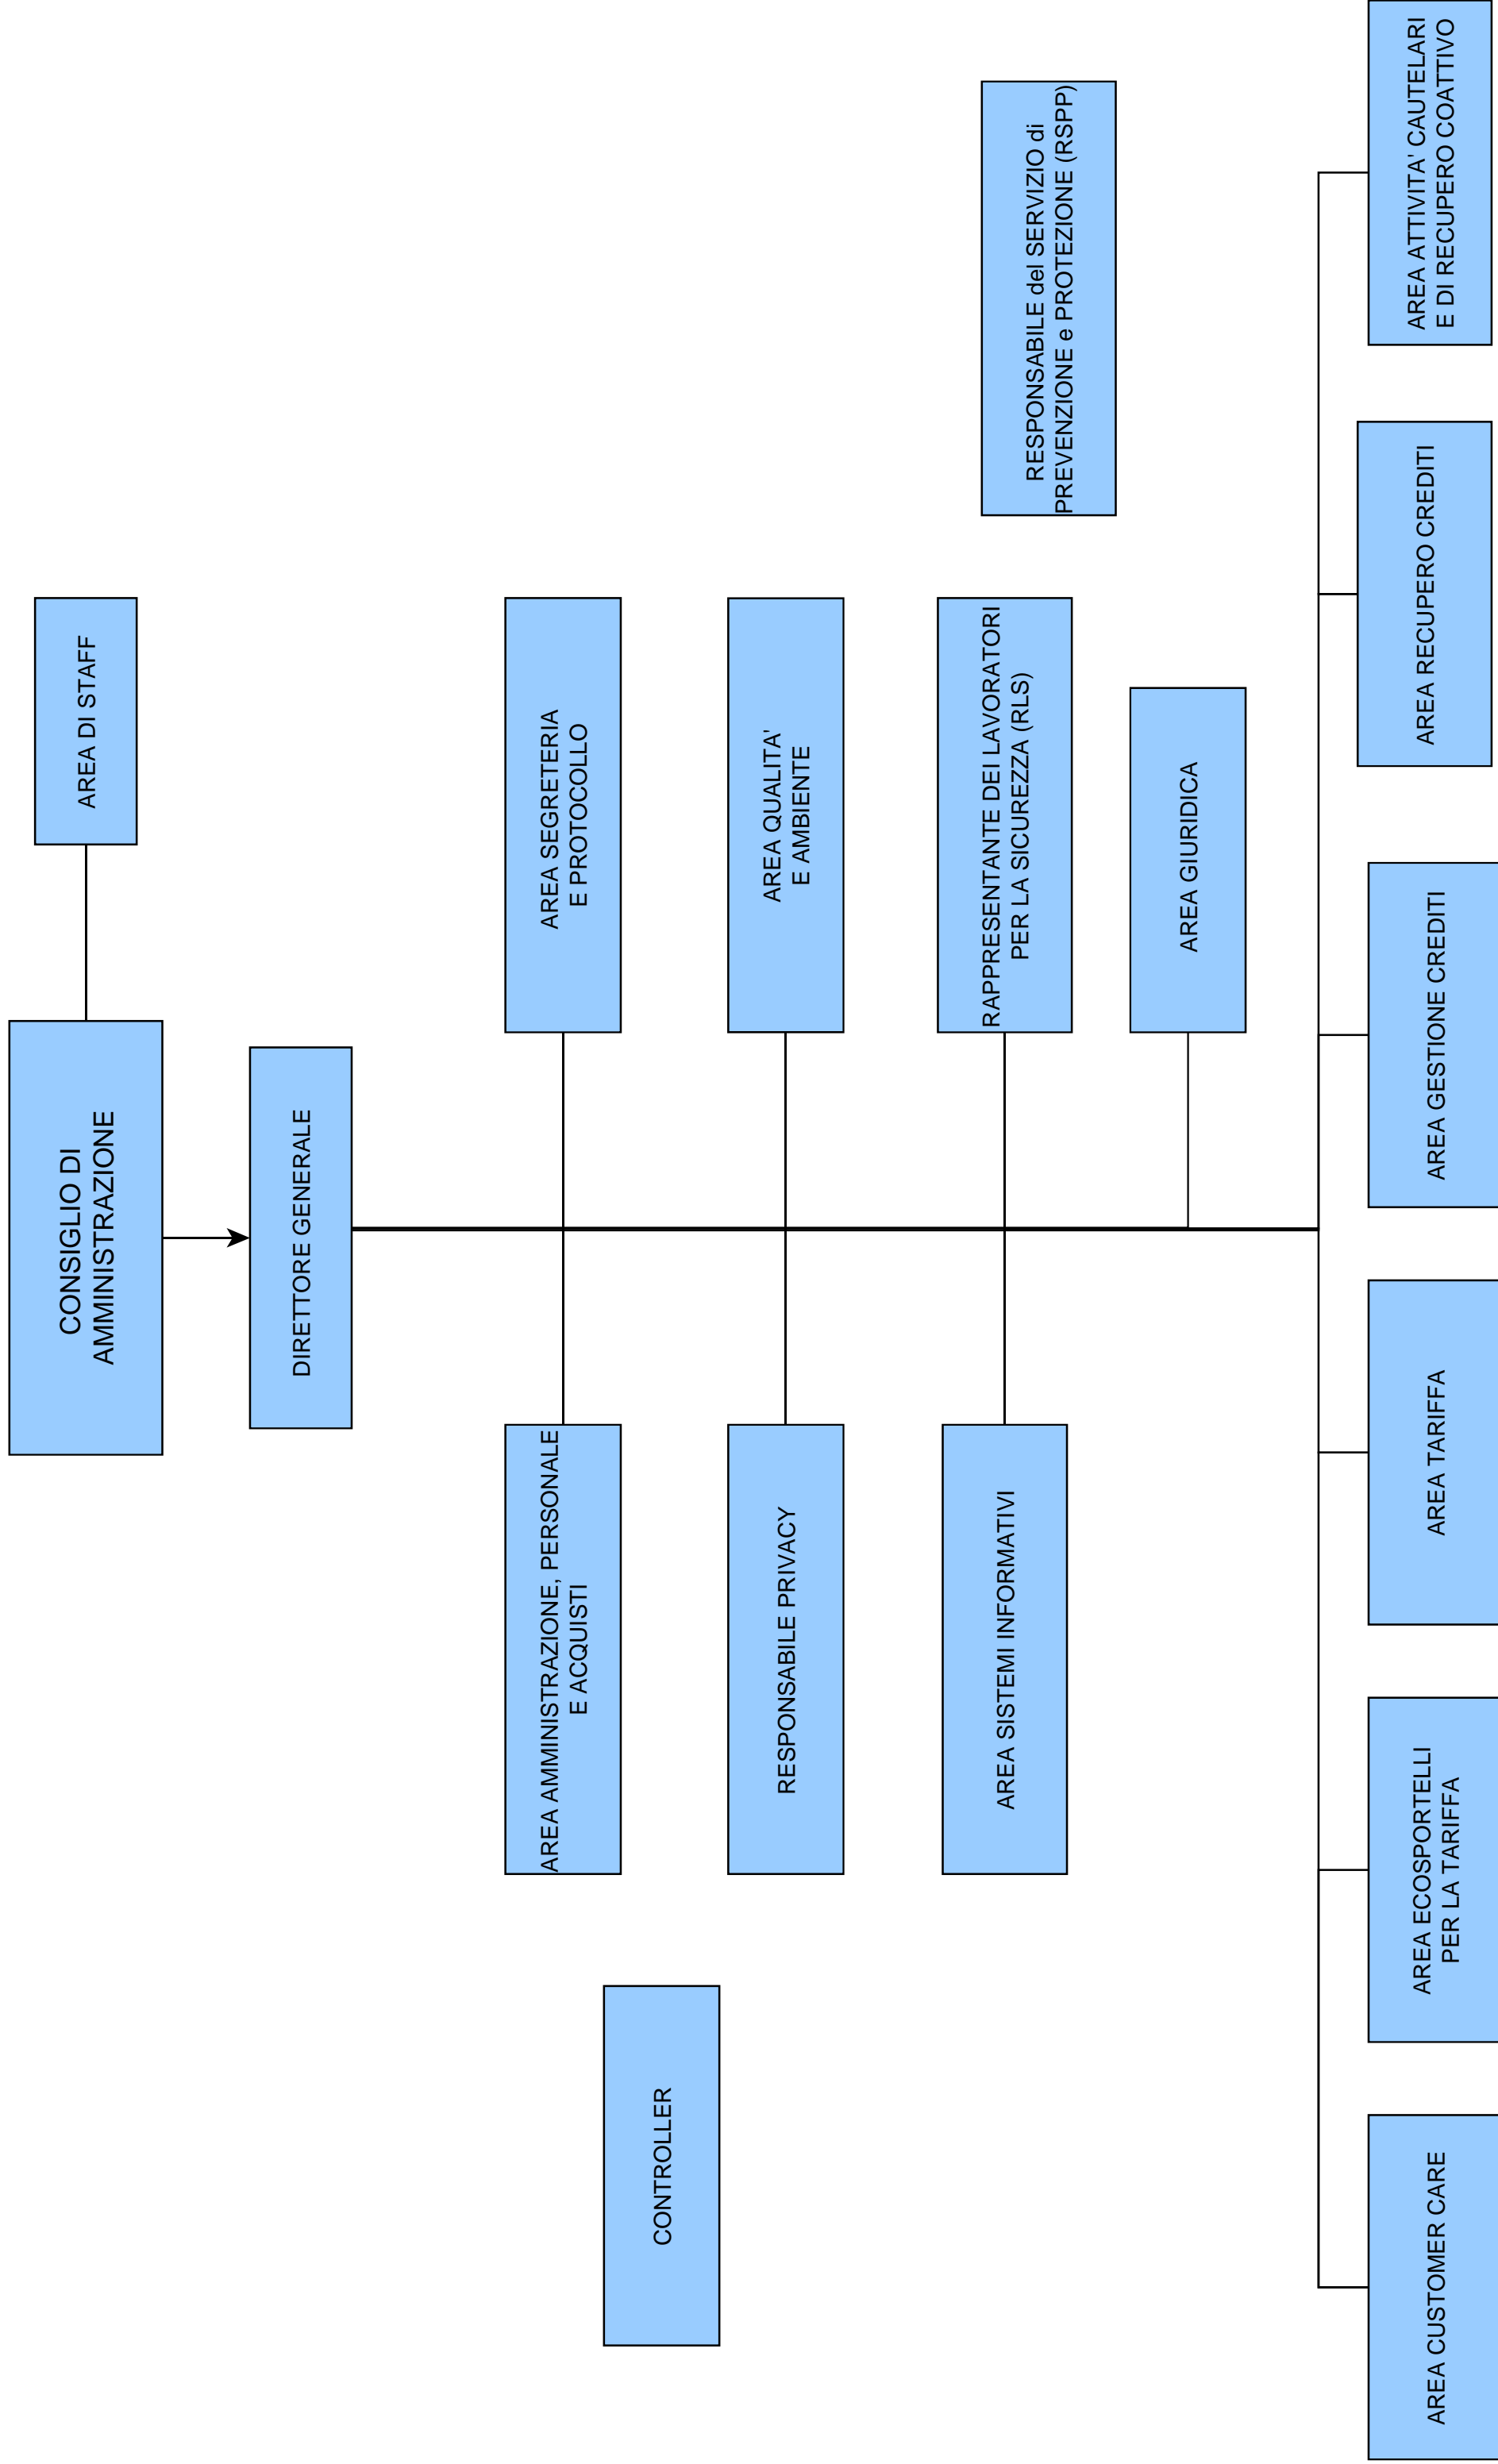 CONSIGLIO DI
AMMINISTRAZIONE
AREA DI STAFF
DIRETTORE GENERALE
AREA AMMINISTRAZIONE, PERSONALE
E ACQUISTI
AREA SEGRETERIA
E PROTOCOLLO
CONTROLLER
RESPONSABILE PRIVACY
AREA QUALITA'
E AMBIENTE
AREA SISTEMI INFORMATIVI
RAPPRESENTANTE DEI LAVORATORI
PER LA SICUREZZA (RLS)
RESPONSABILE del SERVIZIO di
PREVENZIONE e PROTEZIONE (RSPP)
AREA GIURIDICA
AREA CUSTOMER CARE
AREA ECOSPORTELLI
PER LA TARIFFA
AREA TARIFFA
AREA GESTIONE CREDITI
AREA RECUPERO CREDITI
AREA ATTIVITA' CAUTELARI
E DI RECUPERO COATTIVO